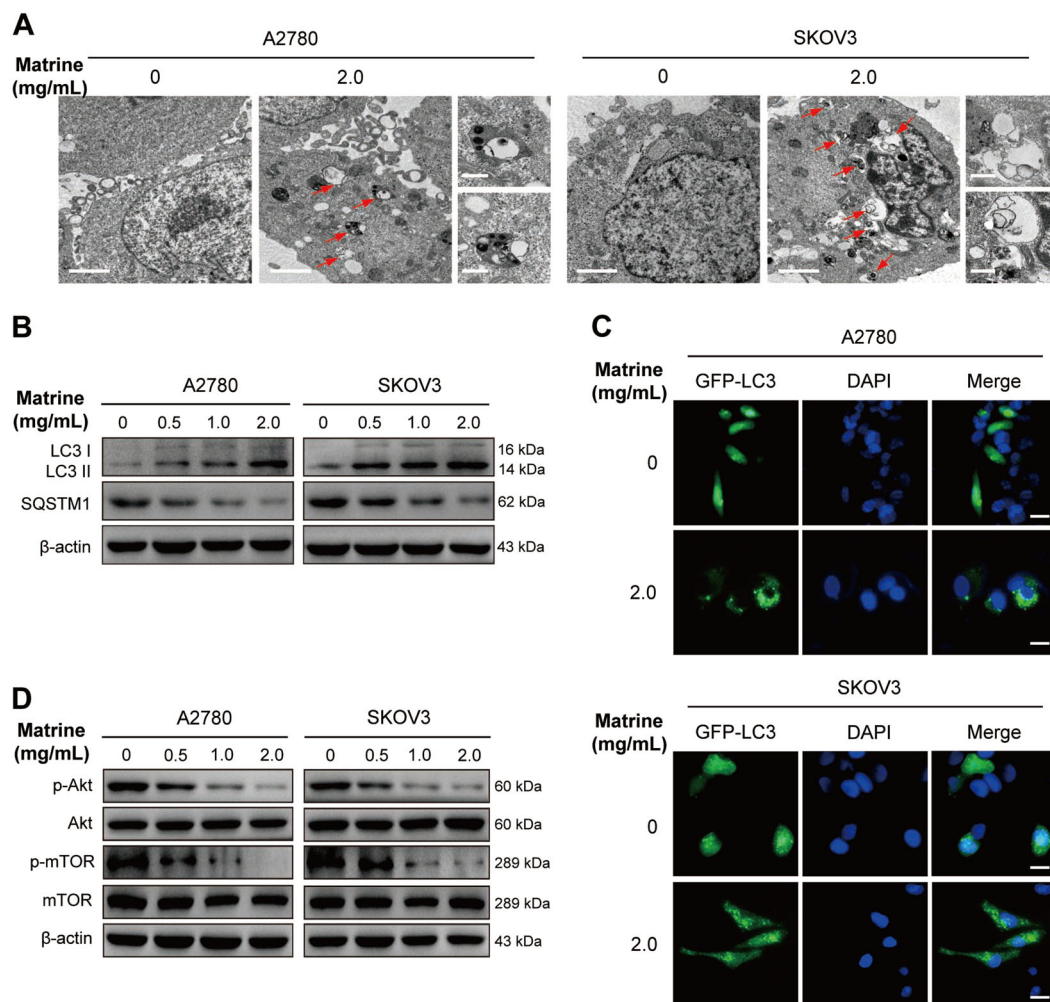 A
A2780
SKOV3
Matrine
(mg/mL)
0
2.0
0
2.0
B
A2780
SKOV3
Matrine
(mg/mL)
0 0.5 1.0 2.0 0 0.5 1.0 2.0
LC3 I
16 kDa
LC3 II
14 kDa
SQSTM1
62 kDa
β-actin
43 kDa
C
A2780
Matrine
(mg/mL)
GFP-LC3 DAPI Merge
0
2.0
SKOV3
Matrine
(mg/mL)
GFP-LC3 DAPI Merge
0
2.0
D
A2780
SKOV3
Matrine
(mg/mL)
0 0.5 1.0 2.0 0 0.5 1.0 2.0
p-Akt
60 kDa
Akt
60 kDa
p-mTOR
289 kDa
mTOR
289 kDa
β-actin
43 kDa